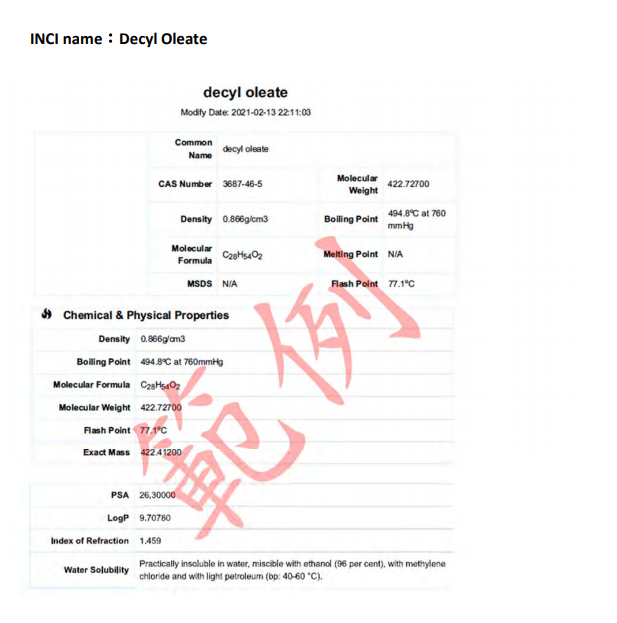 INCI name：Decyl Oleate
decyl oleate
Modify Date: 2021-02-13 22:11:03
Common Name decyl oleate
CAS Number 3687-46-5 Molecular Weight 422.72700
Density 0.866g/cm3 Boiling Point 494.8ºC at 760 mmHg
Molecular Formula C₂₈H₅₄O₂ Melting Point N/A
MSDS N/A Flash Point 77.1ºC
Chemical & Physical Properties
Density 0.866g/cm3
Boiling Point 494.8ºC at 760mmHg
Molecular Formula C₂₈H₅₄O₂
Molecular Weight 422.72700
Flash Point 77.1ºC
Exact Mass 422.41200
PSA 26.30000
LogP 9.70780
Index of Refraction 1.459
Water Solubility Practically insoluble in water, miscible with ethanol (96 per cent), with methylene
chloride and with light petroleum (bp: 40-60 °C).
範例